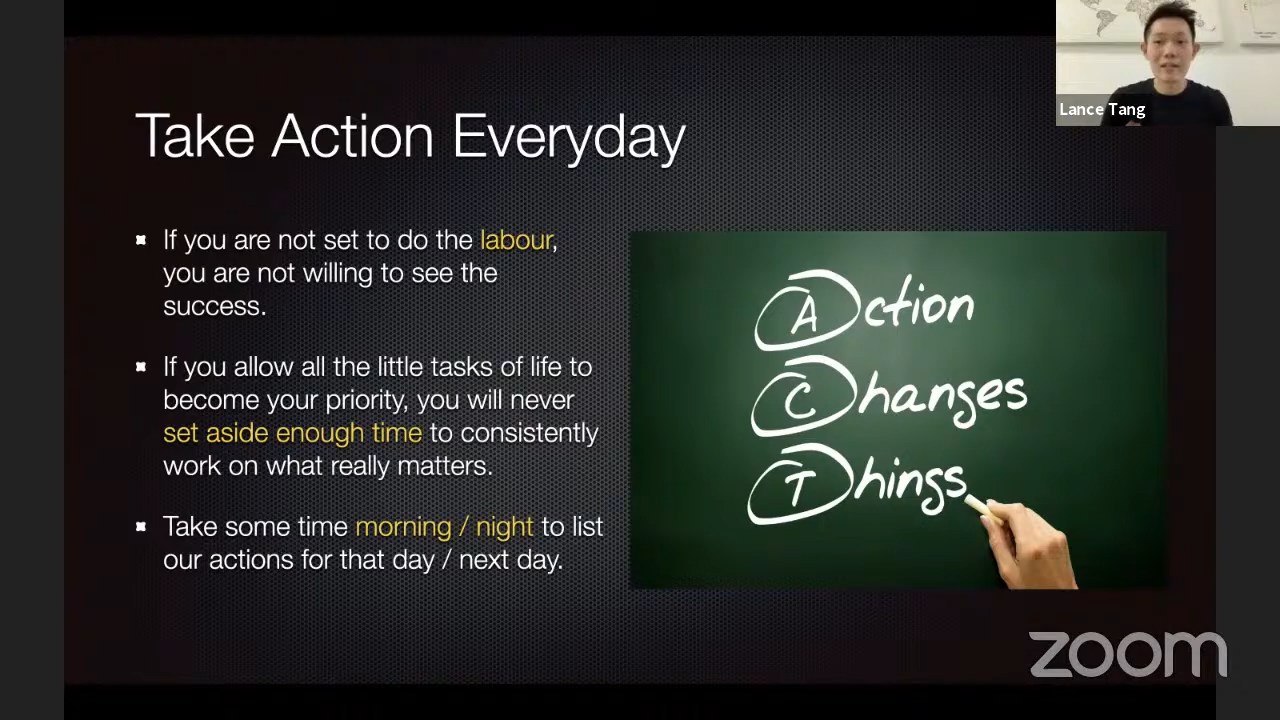 Lance Tang
Take Action Everyday
If you are not set to do the labour,
you are not willing to see the
success.
If you allow all the little tasks of life to
become your priority, you will never
set aside enough time to consistently
work on what really matters.
Take some time morning / night to list
our actions for that day / next day.
Action
Changes
Things
zoom